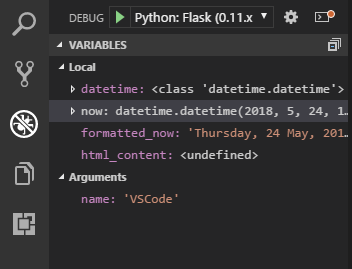 DEBUG Python: Flask (0.11.x
VARIABLES
Local
datetime: <class 'datetime.datetime'>
now: datetime.datetime(2018, 5, 24, 1…
formatted_now: 'Thursday, 24 May, 201…
html_content: <undefined>
Arguments
name: 'VSCode'